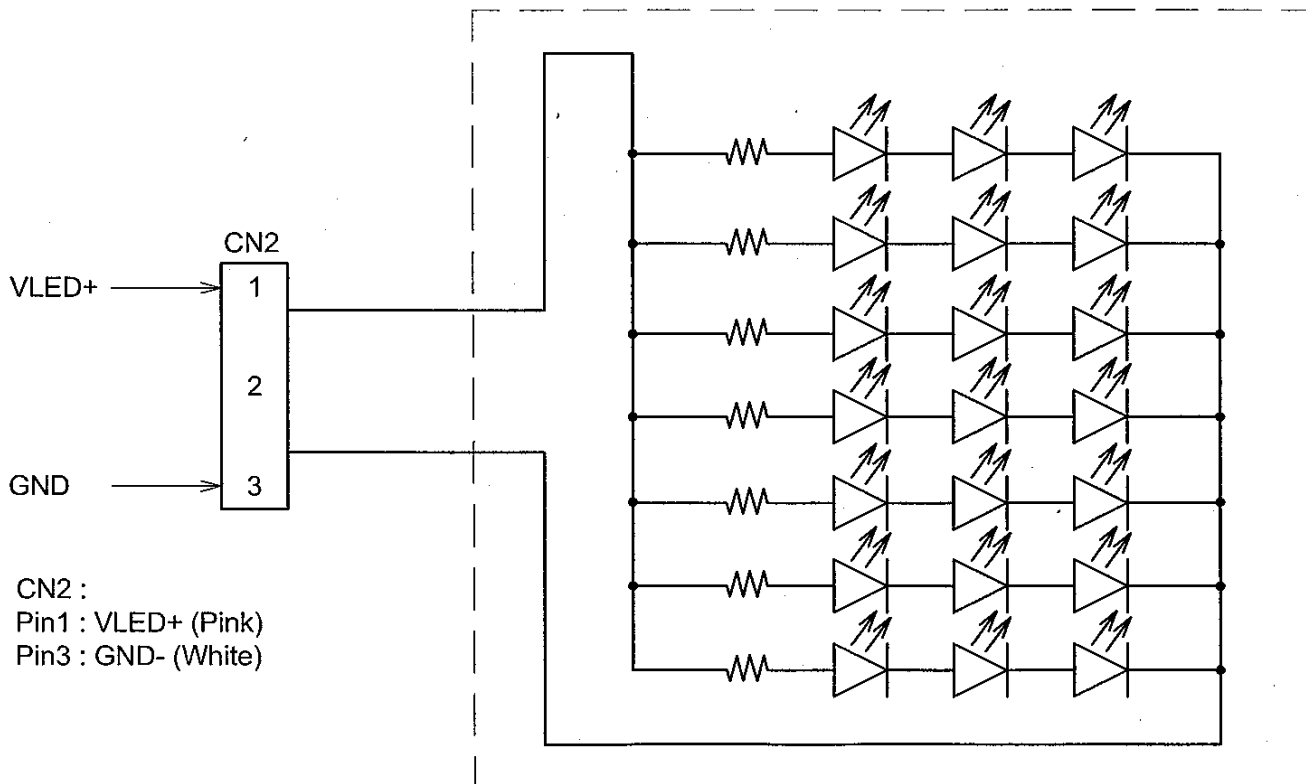 CN2
VLED+
1
2
GND
3
CN2 :
Pin1 : VLED+ (Pink)
Pin3 : GND- (White)